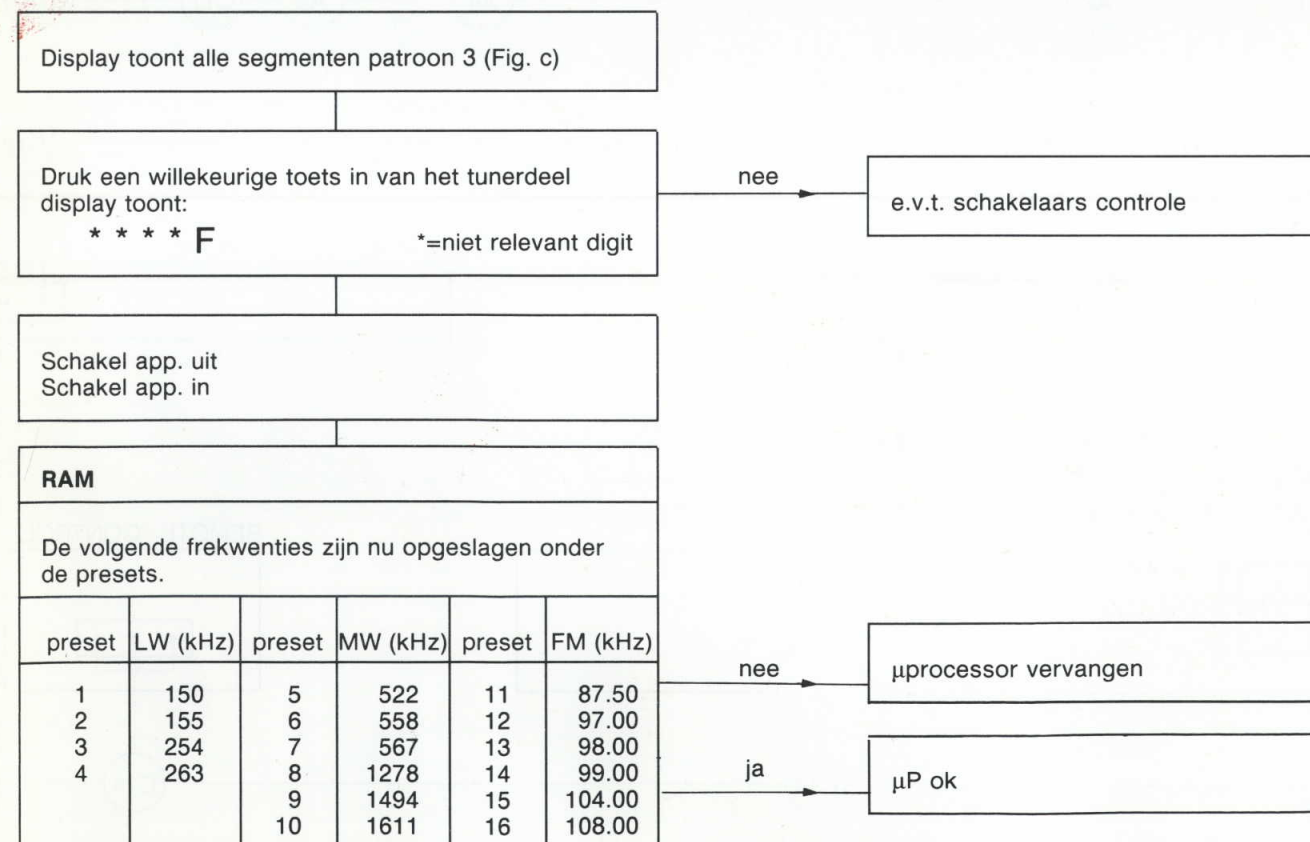 Display toont alle segmenten patroon 3 (Fig. c)
Druk een willekeurige toets in van het tunerdeel
display toont:
* * * * F *=niet relevant digit
nee
e.v.t. schakelaars controle
Schakel app. uit
Schakel app. in
RAM
De volgende frekwenties zijn nu opgeslagen onder
de presets.
preset LW (kHz) preset MW (kHz) preset FM (kHz)
1 150 5 522 11 87.50
2 155 6 558 12 97.00
3 254 7 567 13 98.00
4 263 8 1278 14 99.00
9 1494 15 104.00
10 1611 16 108.00
nee
µprocessor vervangen
ja
µP ok